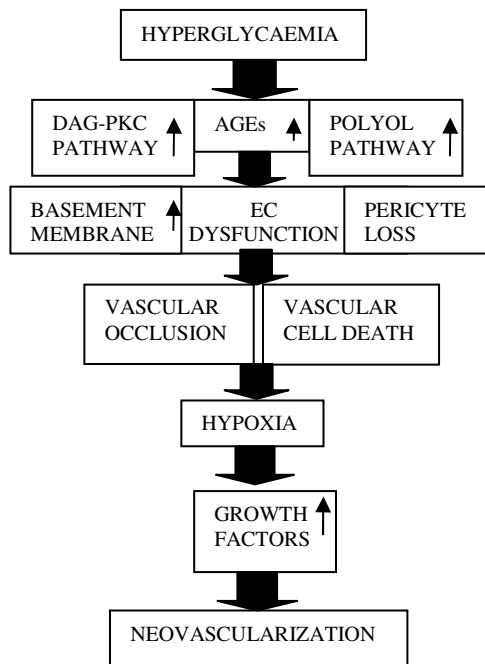 HYPERGLYCAEMIA
DAG-PKC
PATHWAY
AGEs
POLYOL
PATHWAY
BASEMENT
MEMBRANE
EC
DYSFUNCTION
PERICYTE
LOSS
VASCULAR
OCCLUSION
VASCULAR
CELL DEATH
HYPOXIA
GROWTH
FACTORS
NEOVASCULARIZATION